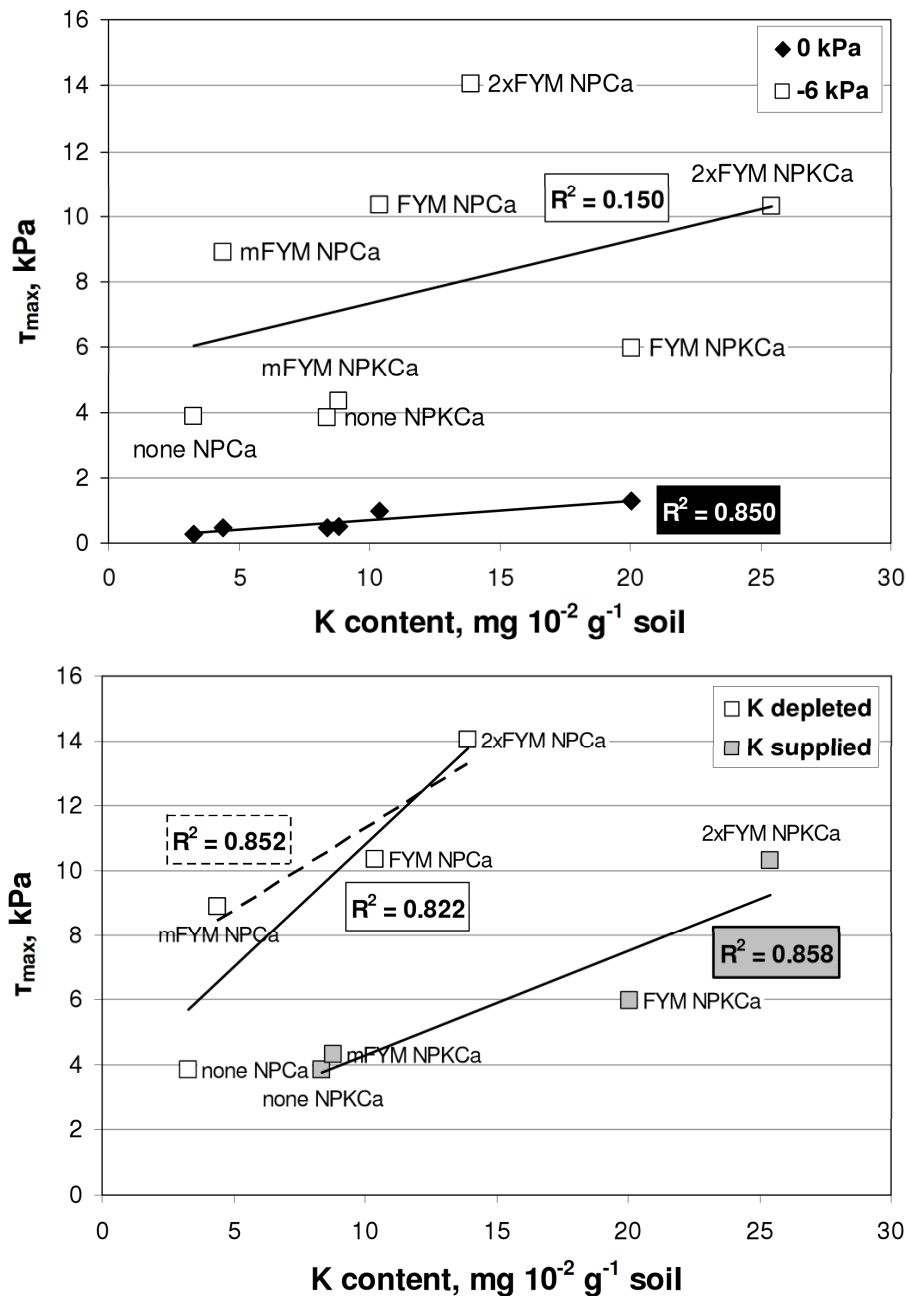 16
14
12
10
8
6
4
2
0
τmax, kPa
0 kPa
-6 kPa
2xFYM NPCa
2xFYM NPKCa
R² = 0.150
FYM NPCa
mFYM NPCa
FYM NPKCa
mFYM NPKCa
none NPKCa
none NPCa
R² = 0.850
0 5 10 15 20 25 30
K content, mg 10⁻² g⁻¹ soil
16
14
12
10
8
6
4
2
0
τmax, kPa
K depleted
K supplied
2xFYM NPCa
R² = 0.852
2xFYM NPKCa
FYM NPCa
R² = 0.822
mFYM NPCa
R² = 0.858
FYM NPKCa
mFYM NPKCa
none NPCa
none NPKCa
0 5 10 15 20 25 30
K content, mg 10⁻² g⁻¹ soil